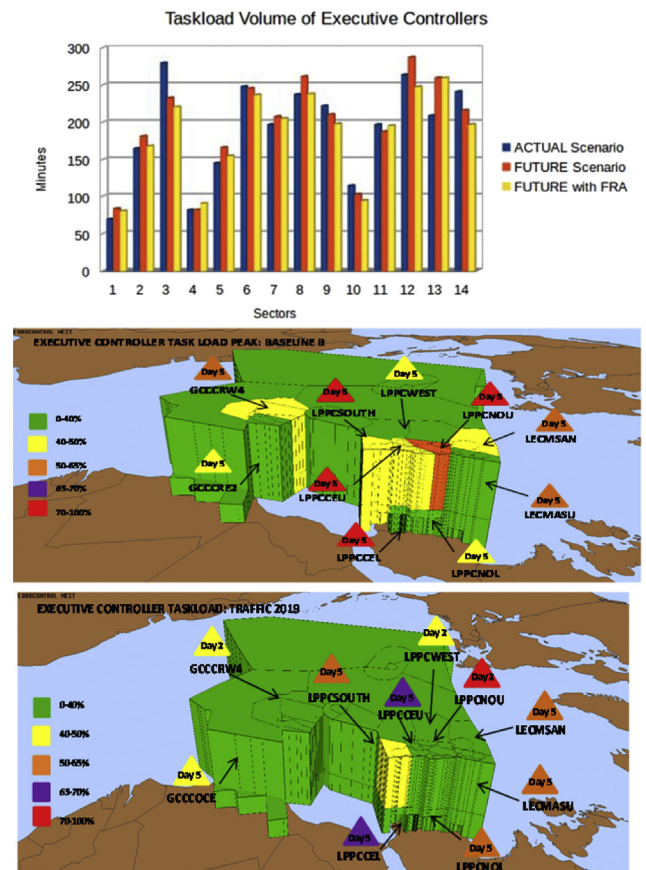 Taskload Volume of Executive Controllers
300
250
200
150
100
50
0
Minutes
1 2 3 4 5 6 7 8 9 10 11 12 13 14
Sectors
ACTUAL Scenario
FUTURE Scenario
FUTURE with FRA
EUROCONTROL NEST
EXECUTIVE CONTROLLER TASK LOAD PEAK: BASELINE B
Day 5
GCCCRW4
Day 5
LPPCSOUTH
Day 5
LPPCWEST
Day 5
LPPCNOU
Day 5
LECMSAN
0-40%
40-50%
50-65%
65-70%
70-100%
Day 5
GCCCRE2
Day 5
LPPCCEU
Day 5
LECMASU
Day 5
LPPCCEL
Day 5
LPPCNOL
EUROCONTROL NEST
EXECUTIVE CONTROLLER TASKLOAD: TRAFFIC 2019
Day 2
GCCCRW4
Day 2
LPPCWEST
Day 5
LPPCSOUTH
Day 5
LPPCCEU
Day 2
LPPCNOU
Day 5
LECMSAN
0-40%
40-50%
50-65%
65-70%
70-100%
Day 5
GCCCOCE
Day 5
LECMASU
Day 5
LPPCCEL
Day 5
LPPCNOL